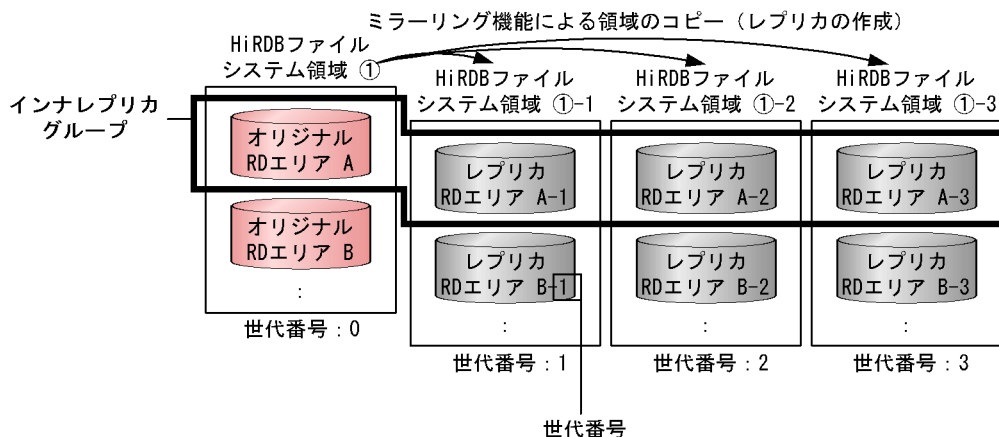 ミラーリング機能による領域のコピー（レプリカの作成）
HiRDBファイル
システム領域 ①
HiRDBファイル
システム領域 ①-1
HiRDBファイル
システム領域 ①-2
HiRDBファイル
システム領域 ①-3
インナレプリカ
グループ
オリジナル
RDエリア A
レプリカ
RDエリア A-1
レプリカ
RDエリア A-2
レプリカ
RDエリア A-3
オリジナル
RDエリア B
レプリカ
RDエリア B-1
レプリカ
RDエリア B-2
レプリカ
RDエリア B-3
:
:
:
:
世代番号：0
世代番号：1
世代番号：2
世代番号：3
世代番号